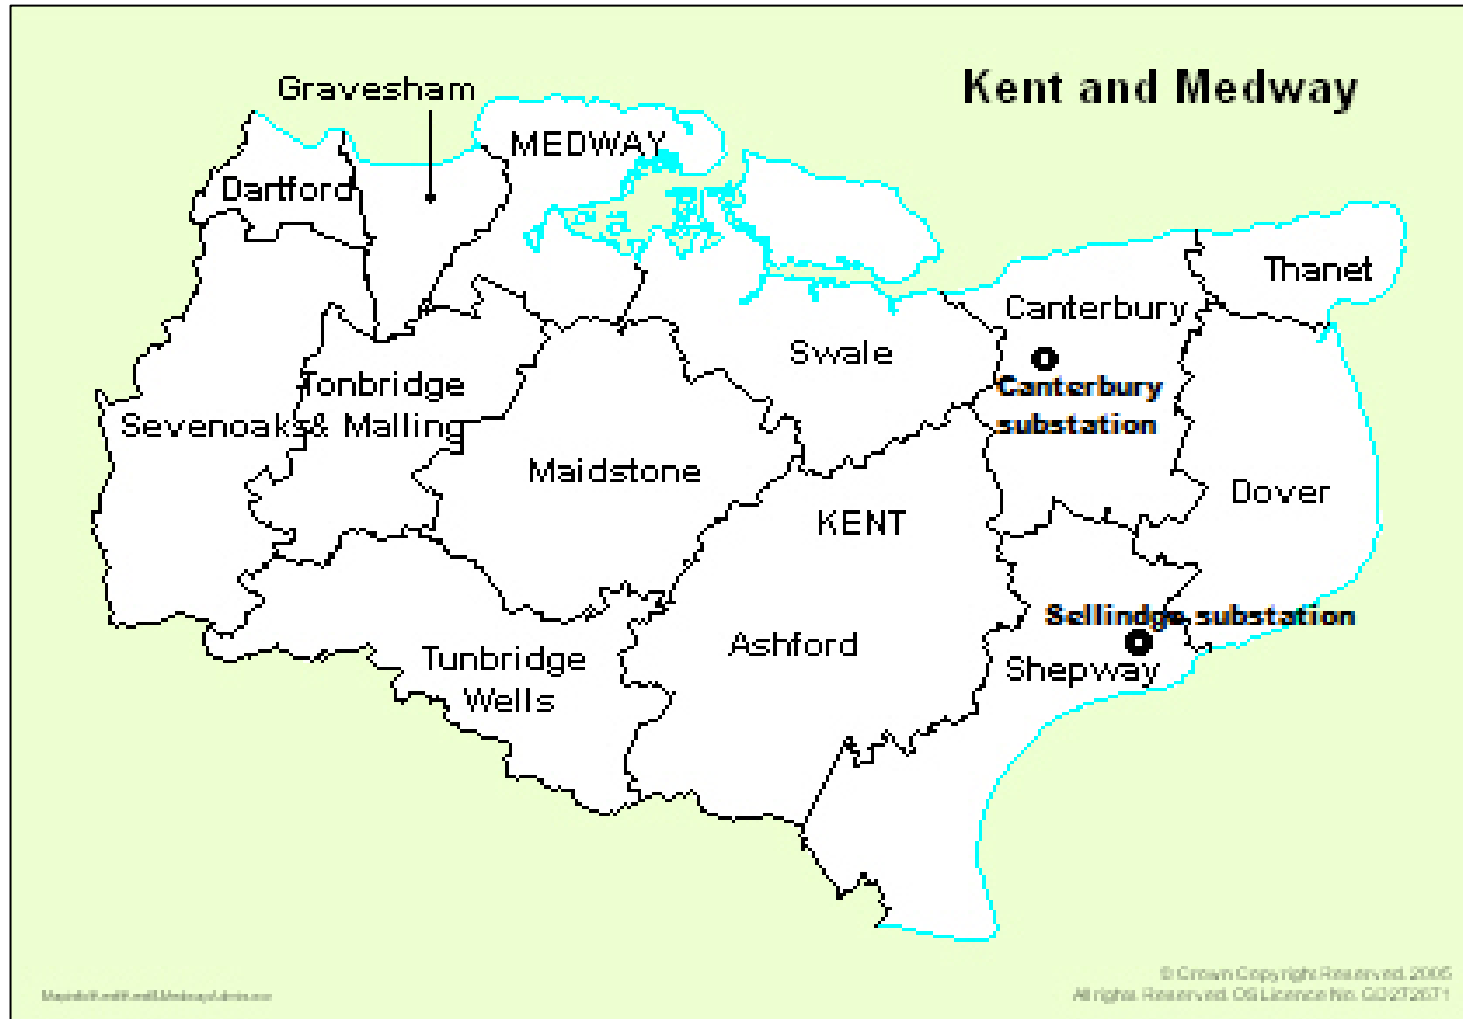 Kent and Medway
Gravesham
MEDWAY
Dartford
Thanet
Canterbury
Swale
Tonbridge
& Malling
Canterbury
substation
Sevenoaks
Maidstone
Dover
KENT
Sellindge substation
Ashford
Tunbridge
Wells
Shepway
© Crown Copyright Reserved. 2005
All rights Reserved. OS Licence No.